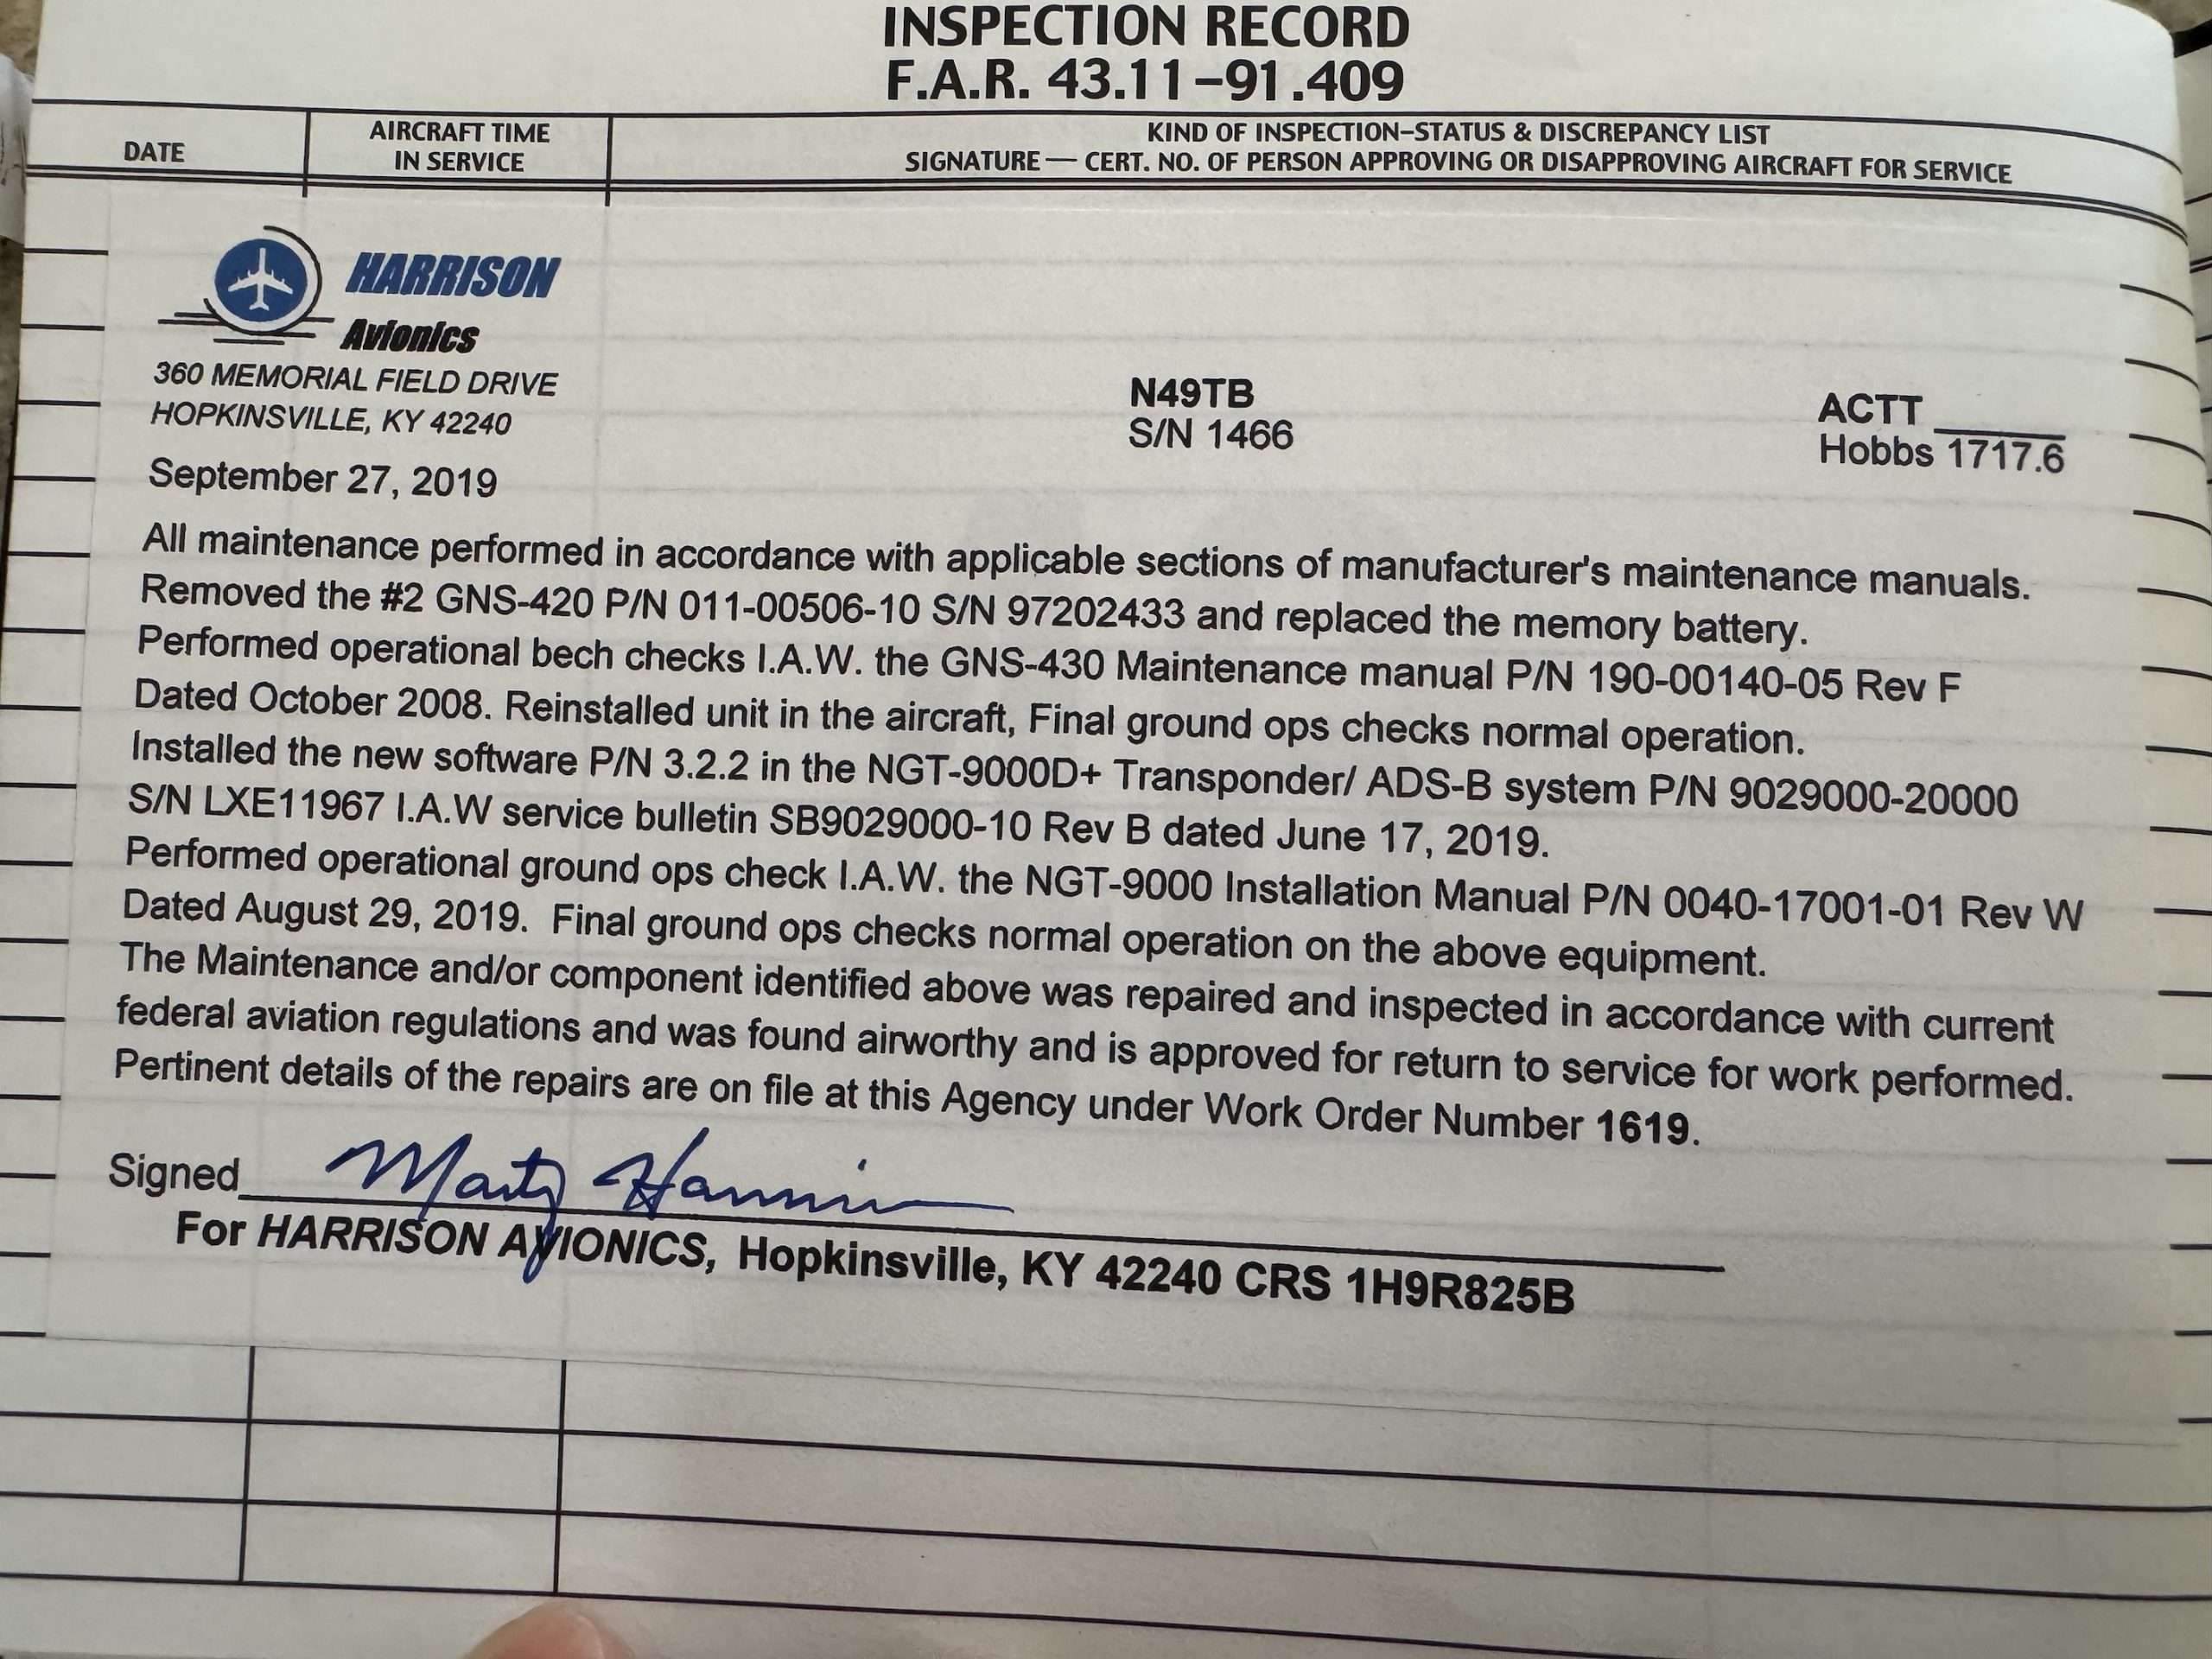 INSPECTION RECORD
F.A.R. 43.11-91.409
DATE
AIRCRAFT TIME
IN SERVICE
KIND OF INSPECTION-STATUS & DISCREPANCY LIST
SIGNATURE — CERT. NO. OF PERSON APPROVING OR DISAPPROVING AIRCRAFT FOR SERVICE
HARRISON
Avionics
360 MEMORIAL FIELD DRIVE
HOPKINSVILLE, KY 42240
N49TB
S/N 1466
ACTT ______
Hobbs 1717.6
September 27, 2019
All maintenance performed in accordance with applicable sections of manufacturer's maintenance manuals.
Removed the #2 GNS-420 P/N 011-00506-10 S/N 97202433 and replaced the memory battery.
Performed operational bech checks I.A.W. the GNS-430 Maintenance manual P/N 190-00140-05 Rev F
Dated October 2008. Reinstalled unit in the aircraft, Final ground ops checks normal operation.
Installed the new software P/N 3.2.2 in the NGT-9000D+ Transponder/ ADS-B system P/N 9029000-20000
S/N LXE11967 I.A.W service bulletin SB9029000-10 Rev B dated June 17, 2019.
Performed operational ground ops check I.A.W. the NGT-9000 Installation Manual P/N 0040-17001-01 Rev W
Dated August 29, 2019. Final ground ops checks normal operation on the above equipment.
The Maintenance and/or component identified above was repaired and inspected in accordance with current
federal aviation regulations and was found airworthy and is approved for return to service for work performed.
Pertinent details of the repairs are on file at this Agency under Work Order Number 1619.
Signed Marty
For HARRISON AVIONICS, Hopkinsville, KY 42240 CRS 1H9R825B